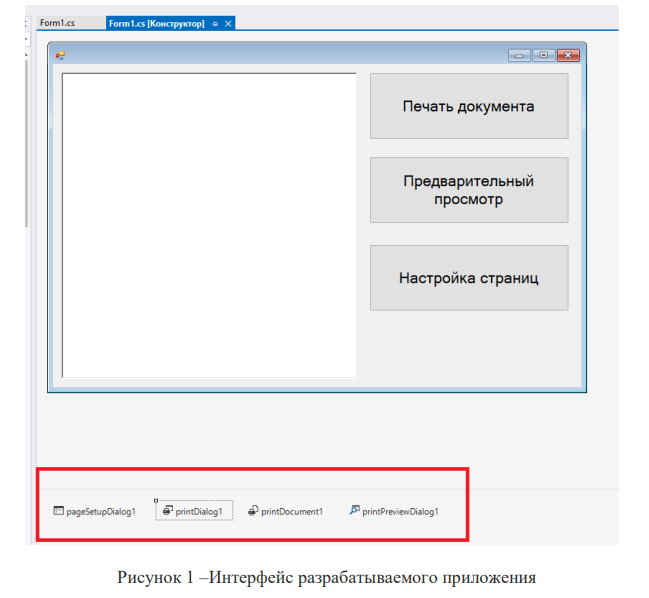 Form1.cs
Form1.cs [Конструктор]
Печать документа
Предварительный
просмотр
Настройка страниц
pageSetupDialog1
printDialog1
printDocument1
printPreviewDialog1
Рисунок 1 –Интерфейс разрабатываемого приложения